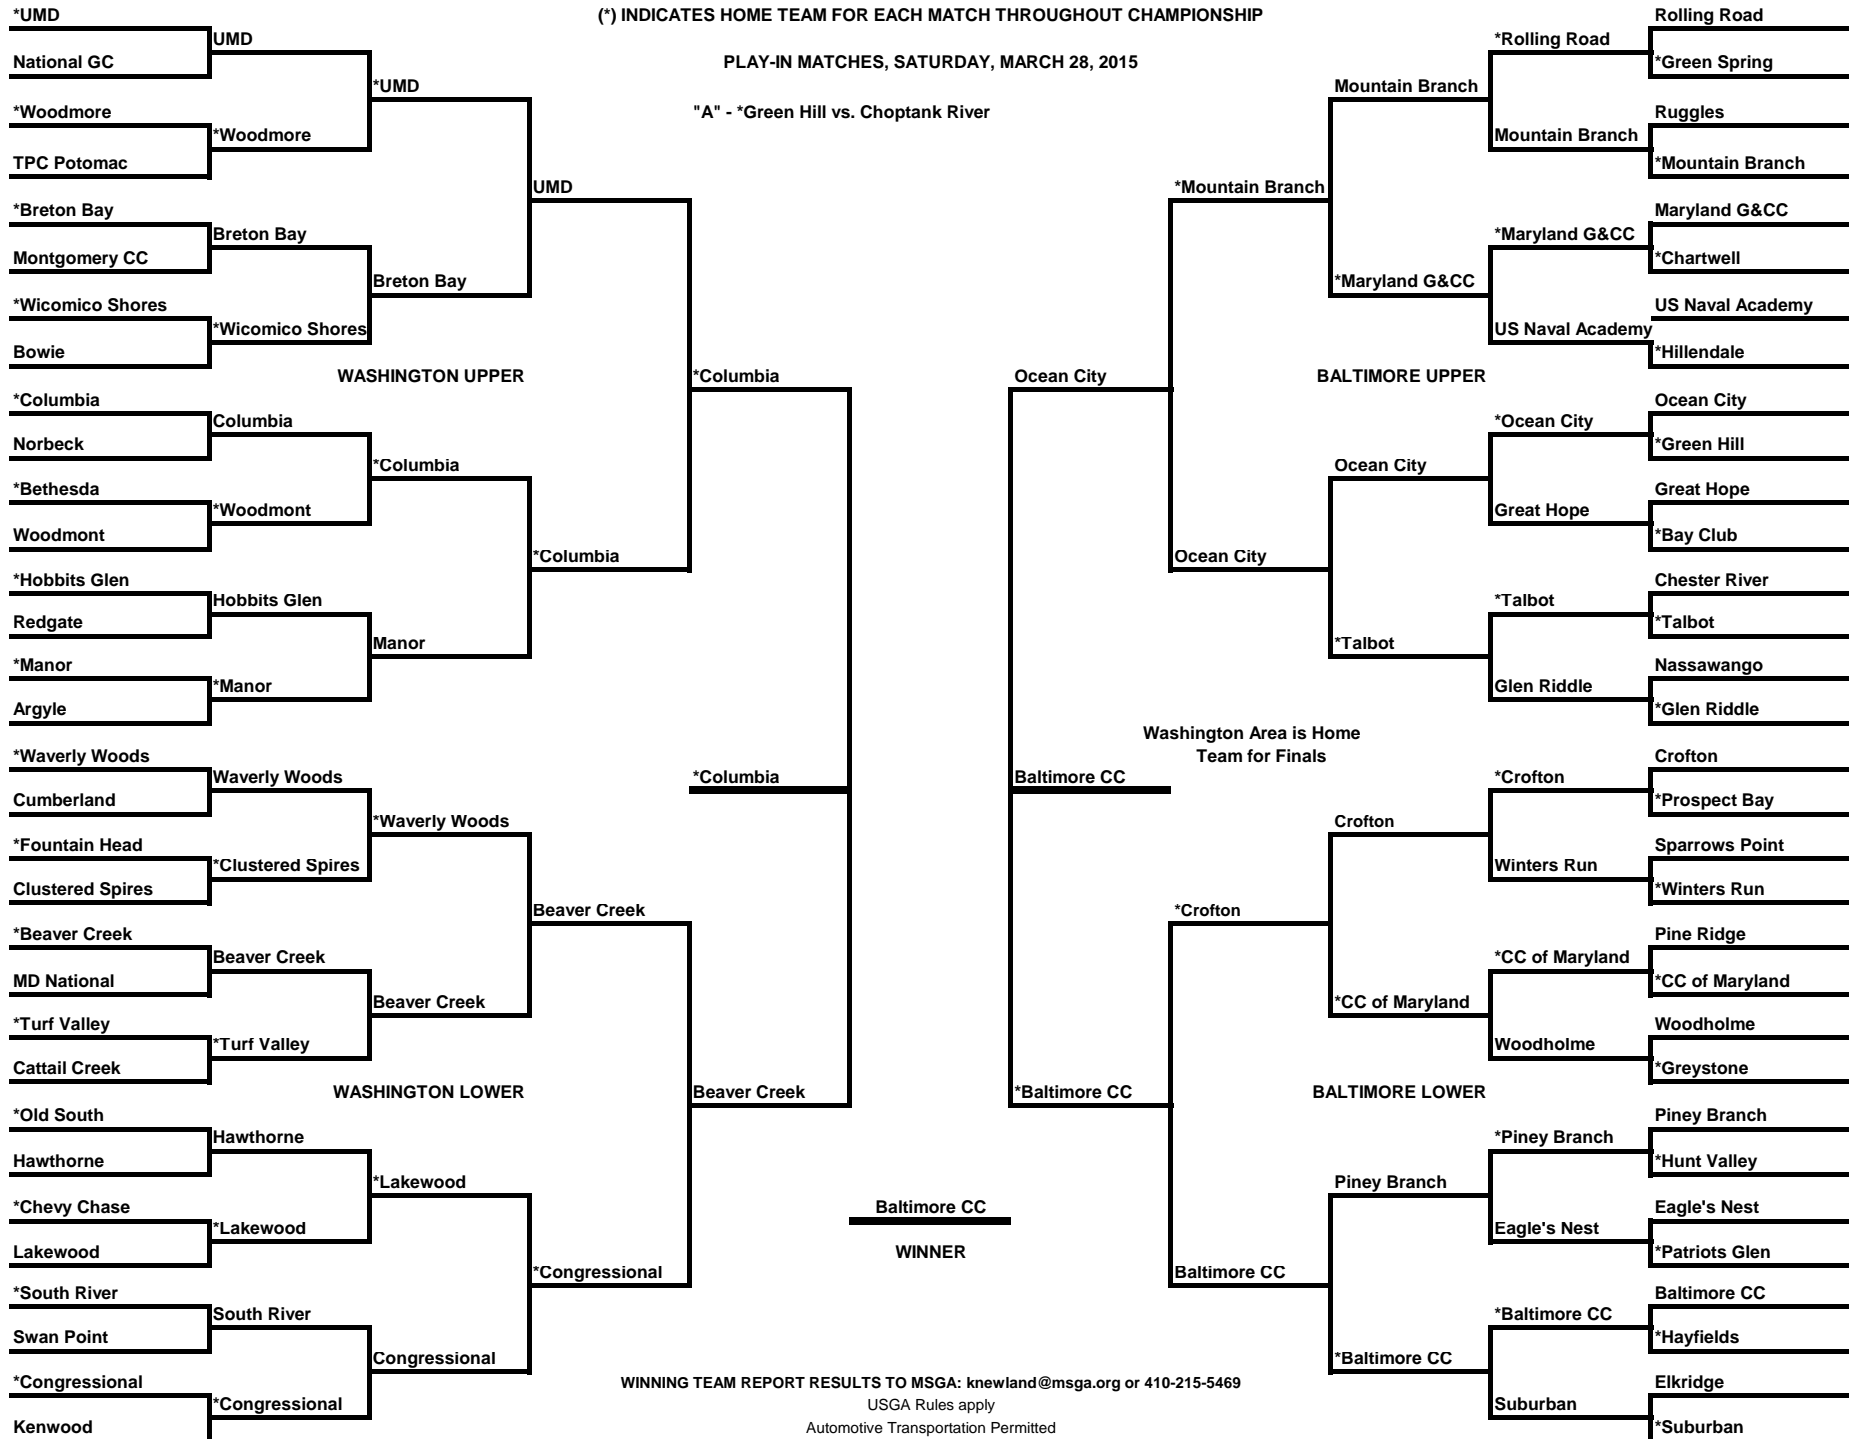 (*) INDICATES HOME TEAM FOR EACH MATCH THROUGHOUT CHAMPIONSHIP
PLAY-IN MATCHES, SATURDAY, MARCH 28, 2015
"A" - *Green Hill vs. Choptank River
*UMD
National GC
*Woodmore
TPC Potomac
*Breton Bay
Montgomery CC
*Wicomico Shores
Bowie
*Columbia
Norbeck
*Bethesda
Woodmont
*Hobbits Glen
Redgate
*Manor
Argyle
*Waverly Woods
Cumberland
*Fountain Head
Clustered Spires
*Beaver Creek
MD National
*Turf Valley
Cattail Creek
*Old South
Hawthorne
*Chevy Chase
Lakewood
*South River
Swan Point
*Congressional
Kenwood
UMD
*Woodmore
Breton Bay
*Wicomico Shores
Columbia
*Woodmont
Hobbits Glen
*Manor
Waverly Woods
*Clustered Spires
Beaver Creek
*Turf Valley
Hawthorne
*Lakewood
South River
*Congressional
*UMD
Breton Bay
WASHINGTON UPPER
*Columbia
Manor
*Waverly Woods
Beaver Creek
WASHINGTON LOWER
*Lakewood
Congressional
UMD
*Columbia
Beaver Creek
*Congressional
*Columbia
*Columbia
Beaver Creek
Baltimore CC
WINNER
Ocean City
Baltimore CC
*Baltimore CC
Washington Area is Home
Team for Finals
*Mountain Branch
Ocean City
*Crofton
Baltimore CC
Mountain Branch
*Maryland G&CC
BALTIMORE UPPER
Ocean City
*Talbot
Crofton
*CC of Maryland
BALTIMORE LOWER
Piney Branch
*Baltimore CC
*Rolling Road
Mountain Branch
*Maryland G&CC
US Naval Academy
*Ocean City
Great Hope
*Talbot
Glen Riddle
*Crofton
Winters Run
*CC of Maryland
Woodholme
*Piney Branch
Eagle's Nest
*Baltimore CC
Suburban
Rolling Road
*Green Spring
Ruggles
*Mountain Branch
Maryland G&CC
*Chartwell
US Naval Academy
*Hillendale
Ocean City
*Green Hill
Great Hope
*Bay Club
Chester River
*Talbot
Nassawango
*Glen Riddle
Crofton
*Prospect Bay
Sparrows Point
*Winters Run
Pine Ridge
*CC of Maryland
Woodholme
*Greystone
Piney Branch
*Hunt Valley
Eagle's Nest
*Patriots Glen
Baltimore CC
*Hayfields
Elkridge
*Suburban
WINNING TEAM REPORT RESULTS TO MSGA: knewland@msga.org or 410-215-5469
USGA Rules apply
Automotive Transportation Permitted